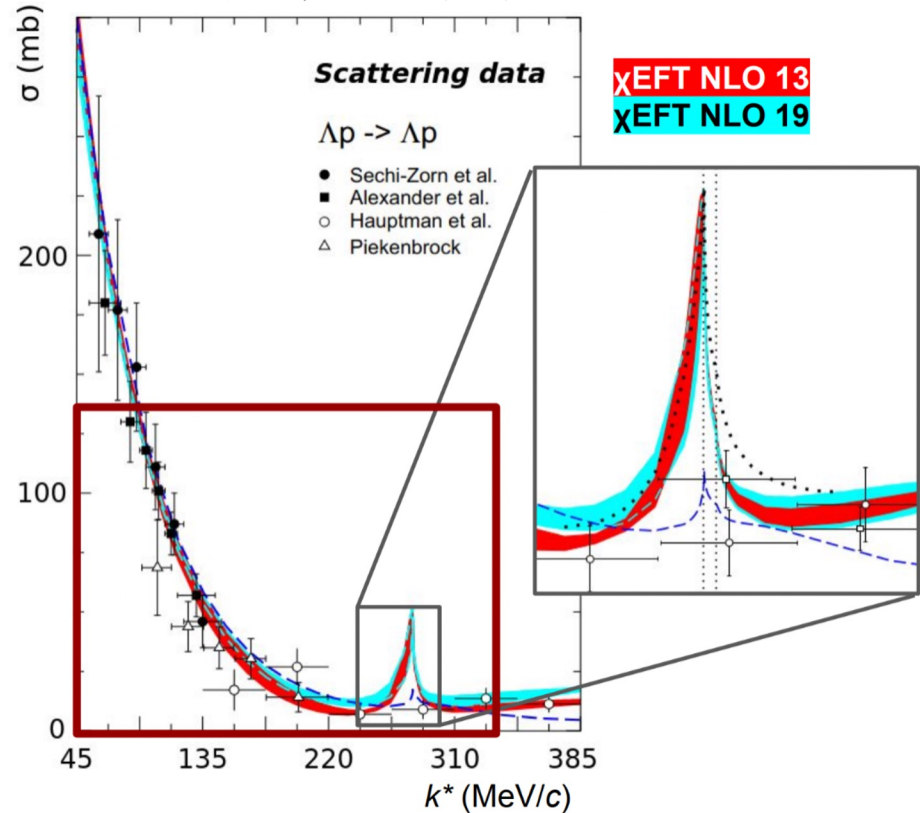 σ (mb)
200
100
0
45 135 220 310 385
k* (MeV/c)
Scattering data
Λp -> Λp
Sechi-Zorn et al.
Alexander et al.
Hauptman et al.
Piekenbrock
χEFT NLO 13
χEFT NLO 19